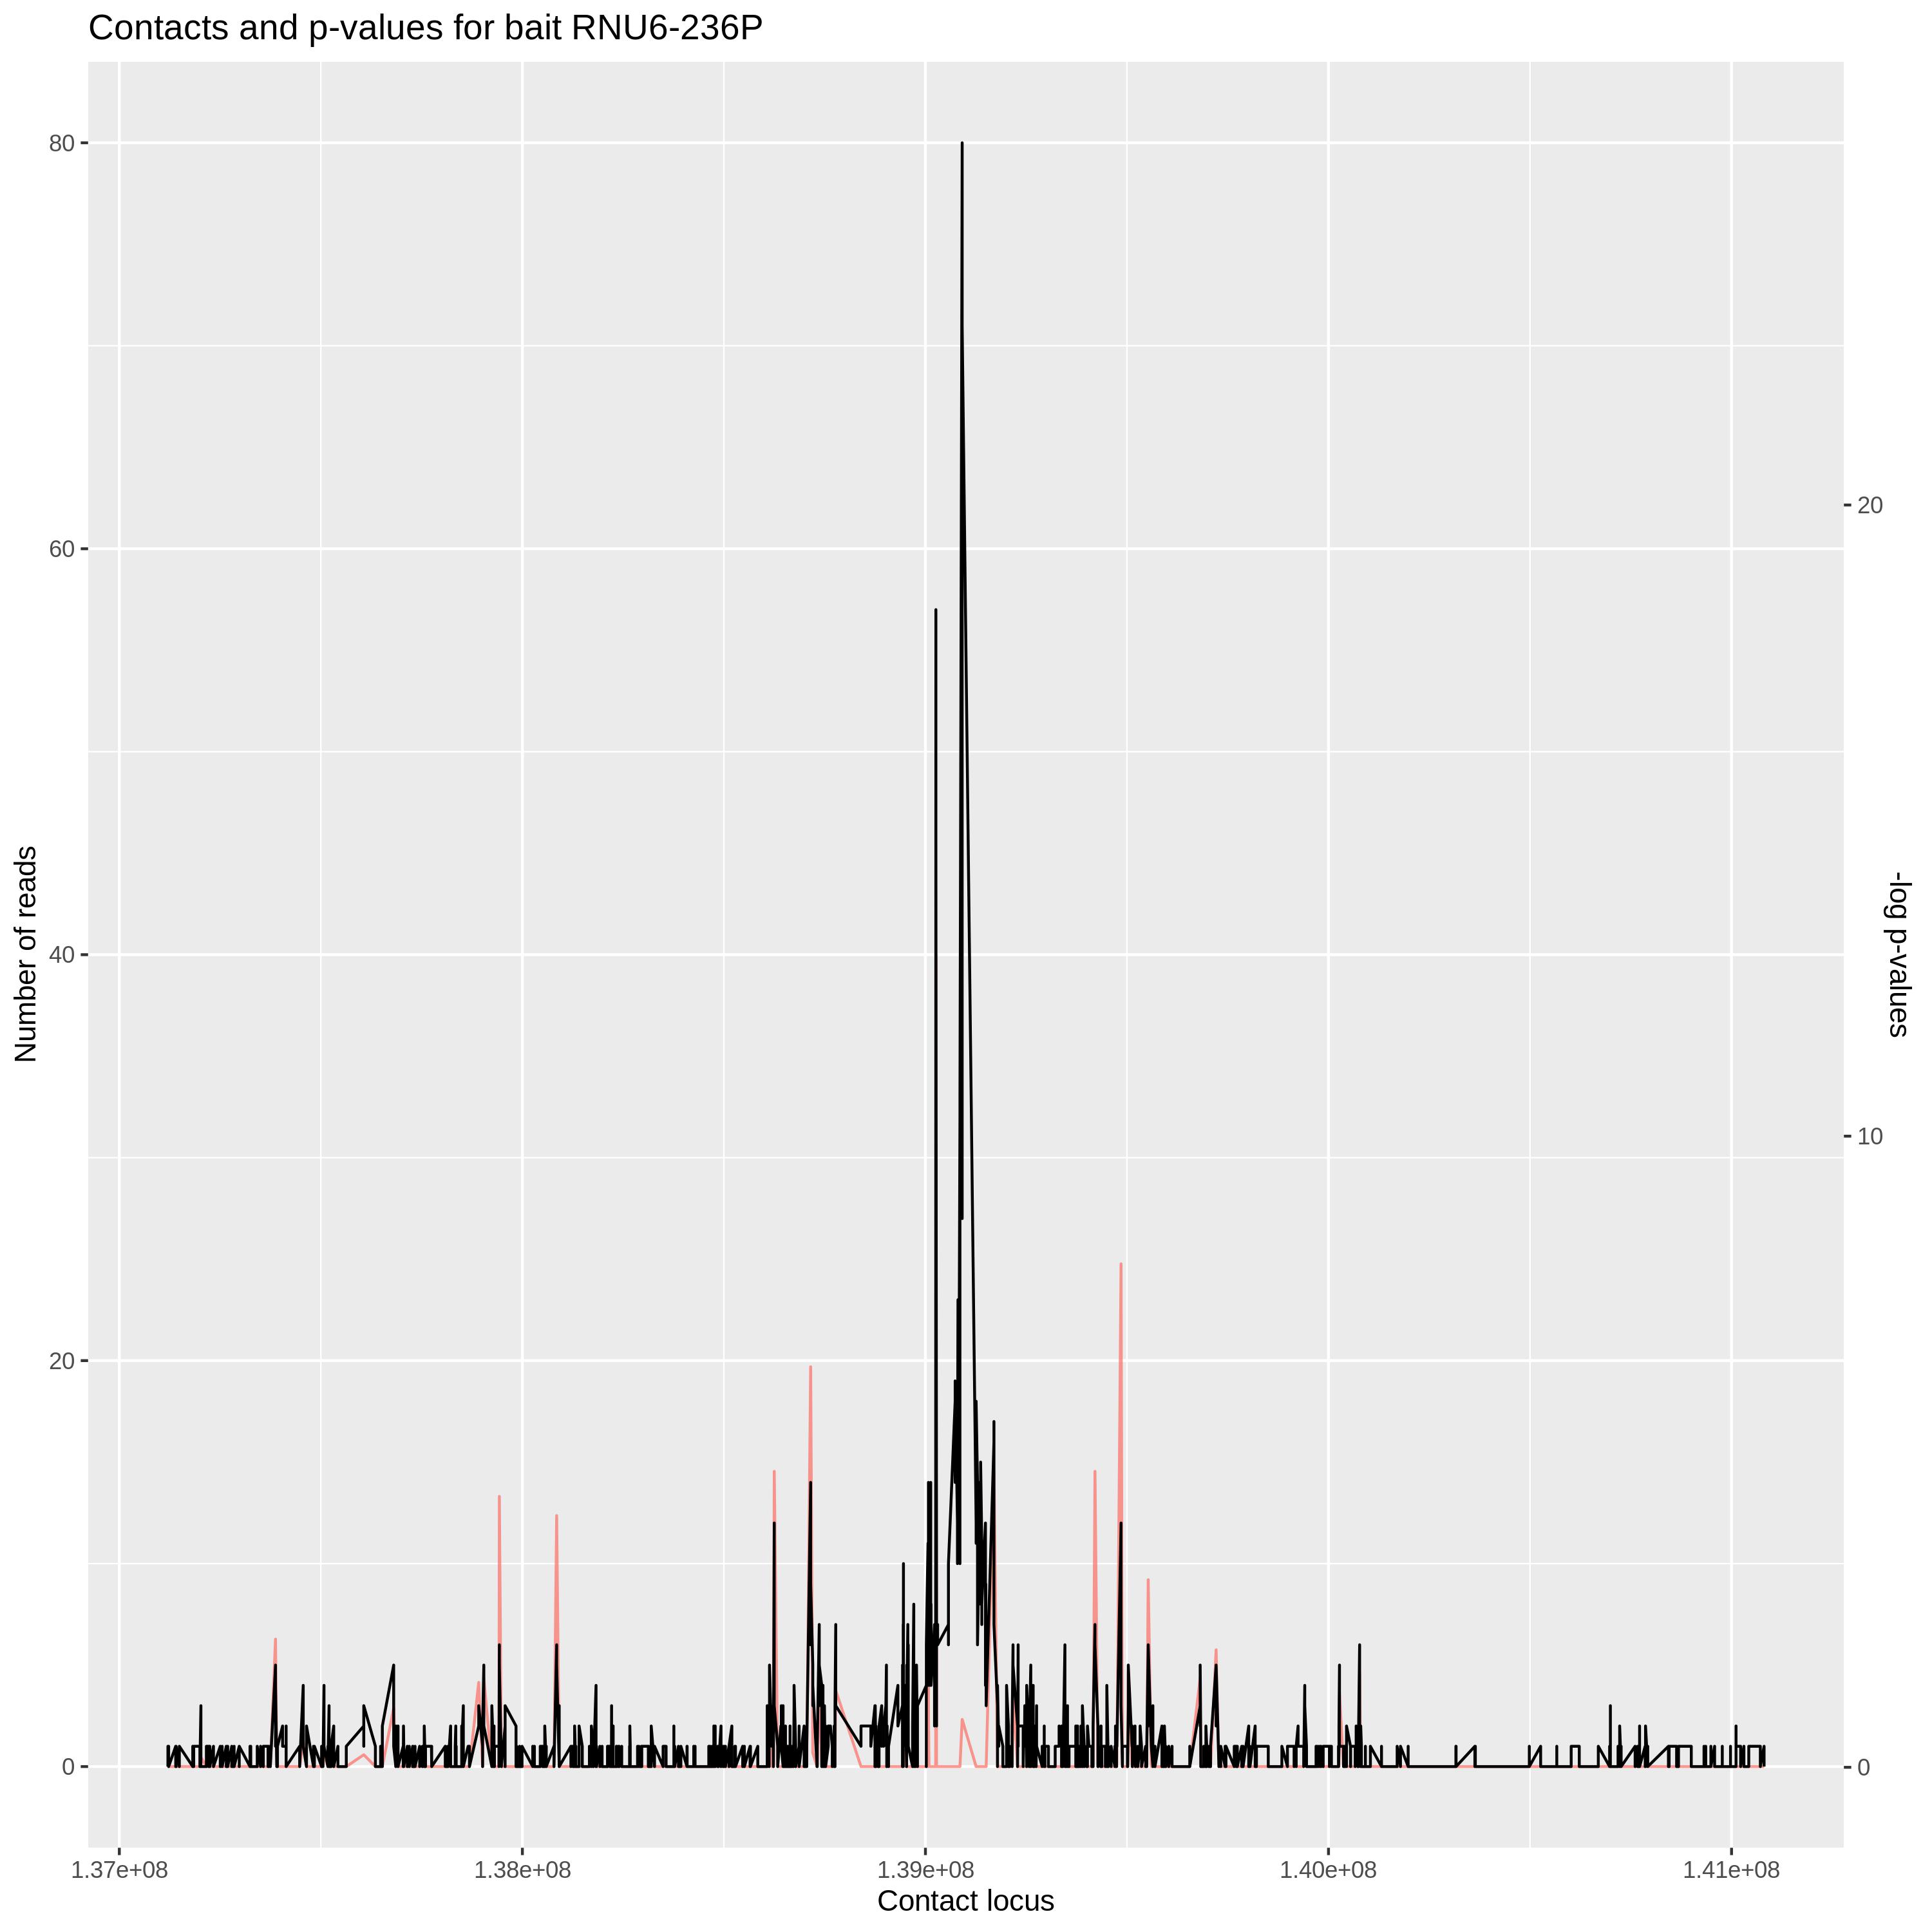 Contacts and p-values for bait RNU6-236P
80
60
40
20
0
Number of reads
20
10
0
-log p-values
1.37e+08
1.38e+08
1.39e+08
1.40e+08
1.41e+08
Contact locus